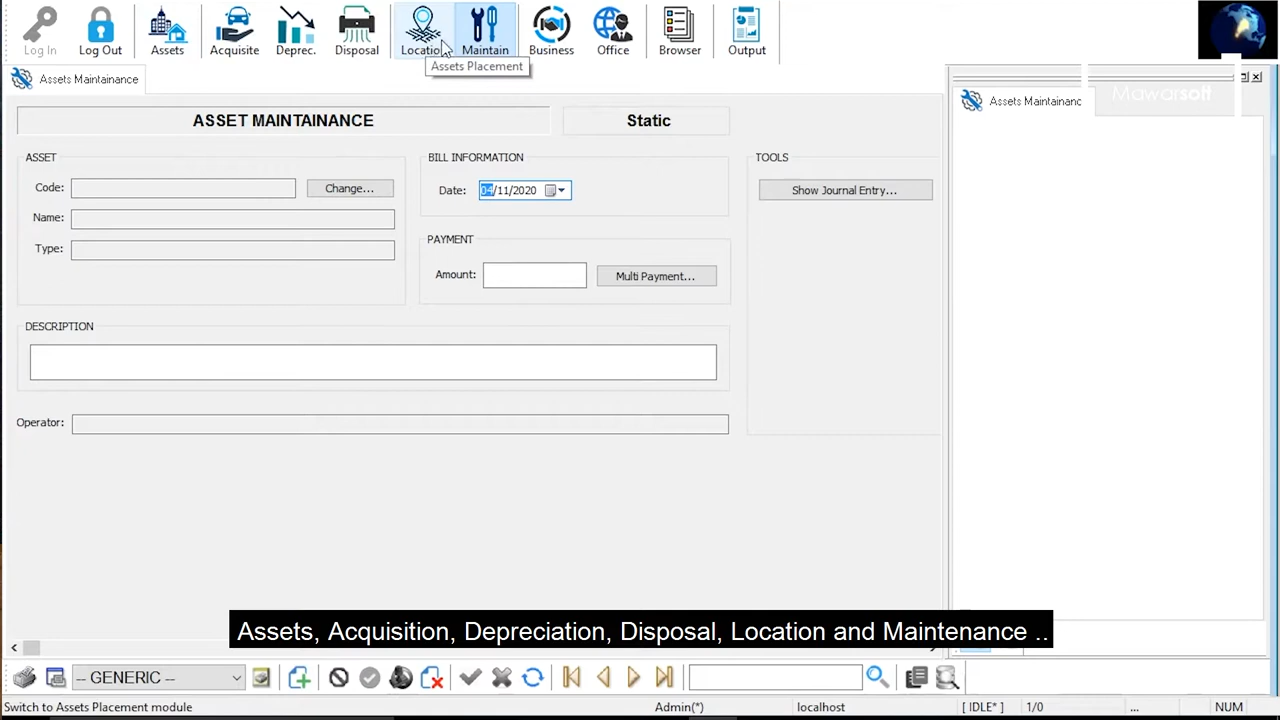 Log In
Log Out
Assets
Acquisite
Deprec.
Disposal
Location
Maintain
Business
Office
Browser
Output
Assets Placement
Assets Maintainance
Assets Maintainanc
Mawarsoft
ASSET MAINTAINANCE
Static
ASSET
Code:
Change...
Name:
Type:
BILL INFORMATION
Date:
04/11/2020
PAYMENT
Amount:
Multi Payment...
TOOLS
Show Journal Entry...
DESCRIPTION
Operator:
Assets, Acquisition, Depreciation, Disposal, Location and Maintenance ..
-- GENERIC --
Switch to Assets Placement module
Admin(*)
localhost
[ IDLE* ]
1/0
...
NUM